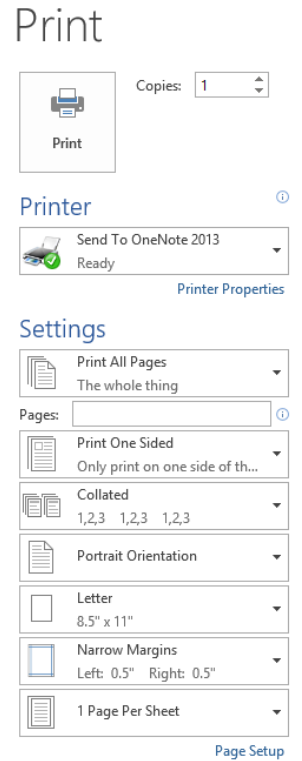 Print
Copies: 1
Print
Printer
Send To OneNote 2013
Ready
Printer Properties
Settings
Print All Pages
The whole thing
Pages:
Print One Sided
Only print on one side of th...
Collated
1,2,3 1,2,3 1,2,3
Portrait Orientation
Letter
8.5" x 11"
Narrow Margins
Left: 0.5" Right: 0.5"
1 Page Per Sheet
Page Setup